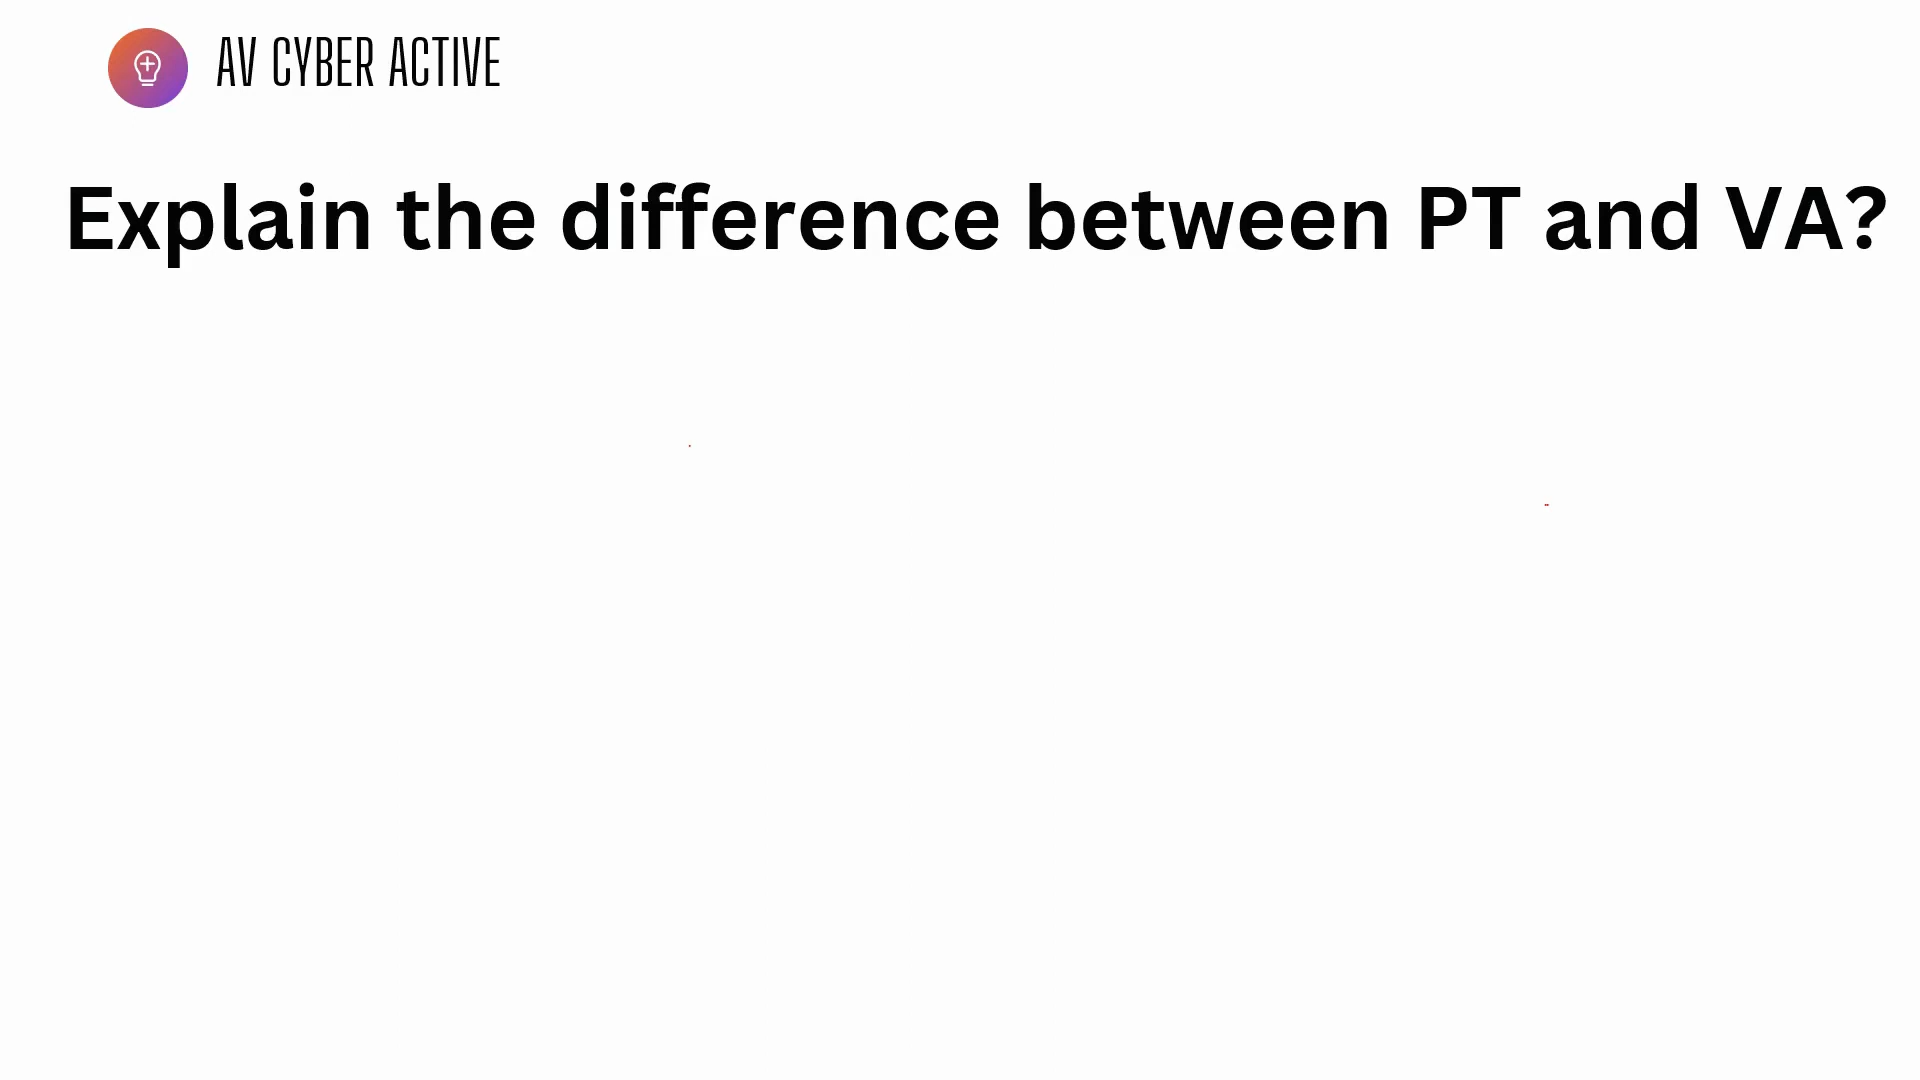 AV CYBER ACTIVE
Explain the difference between PT and VA?